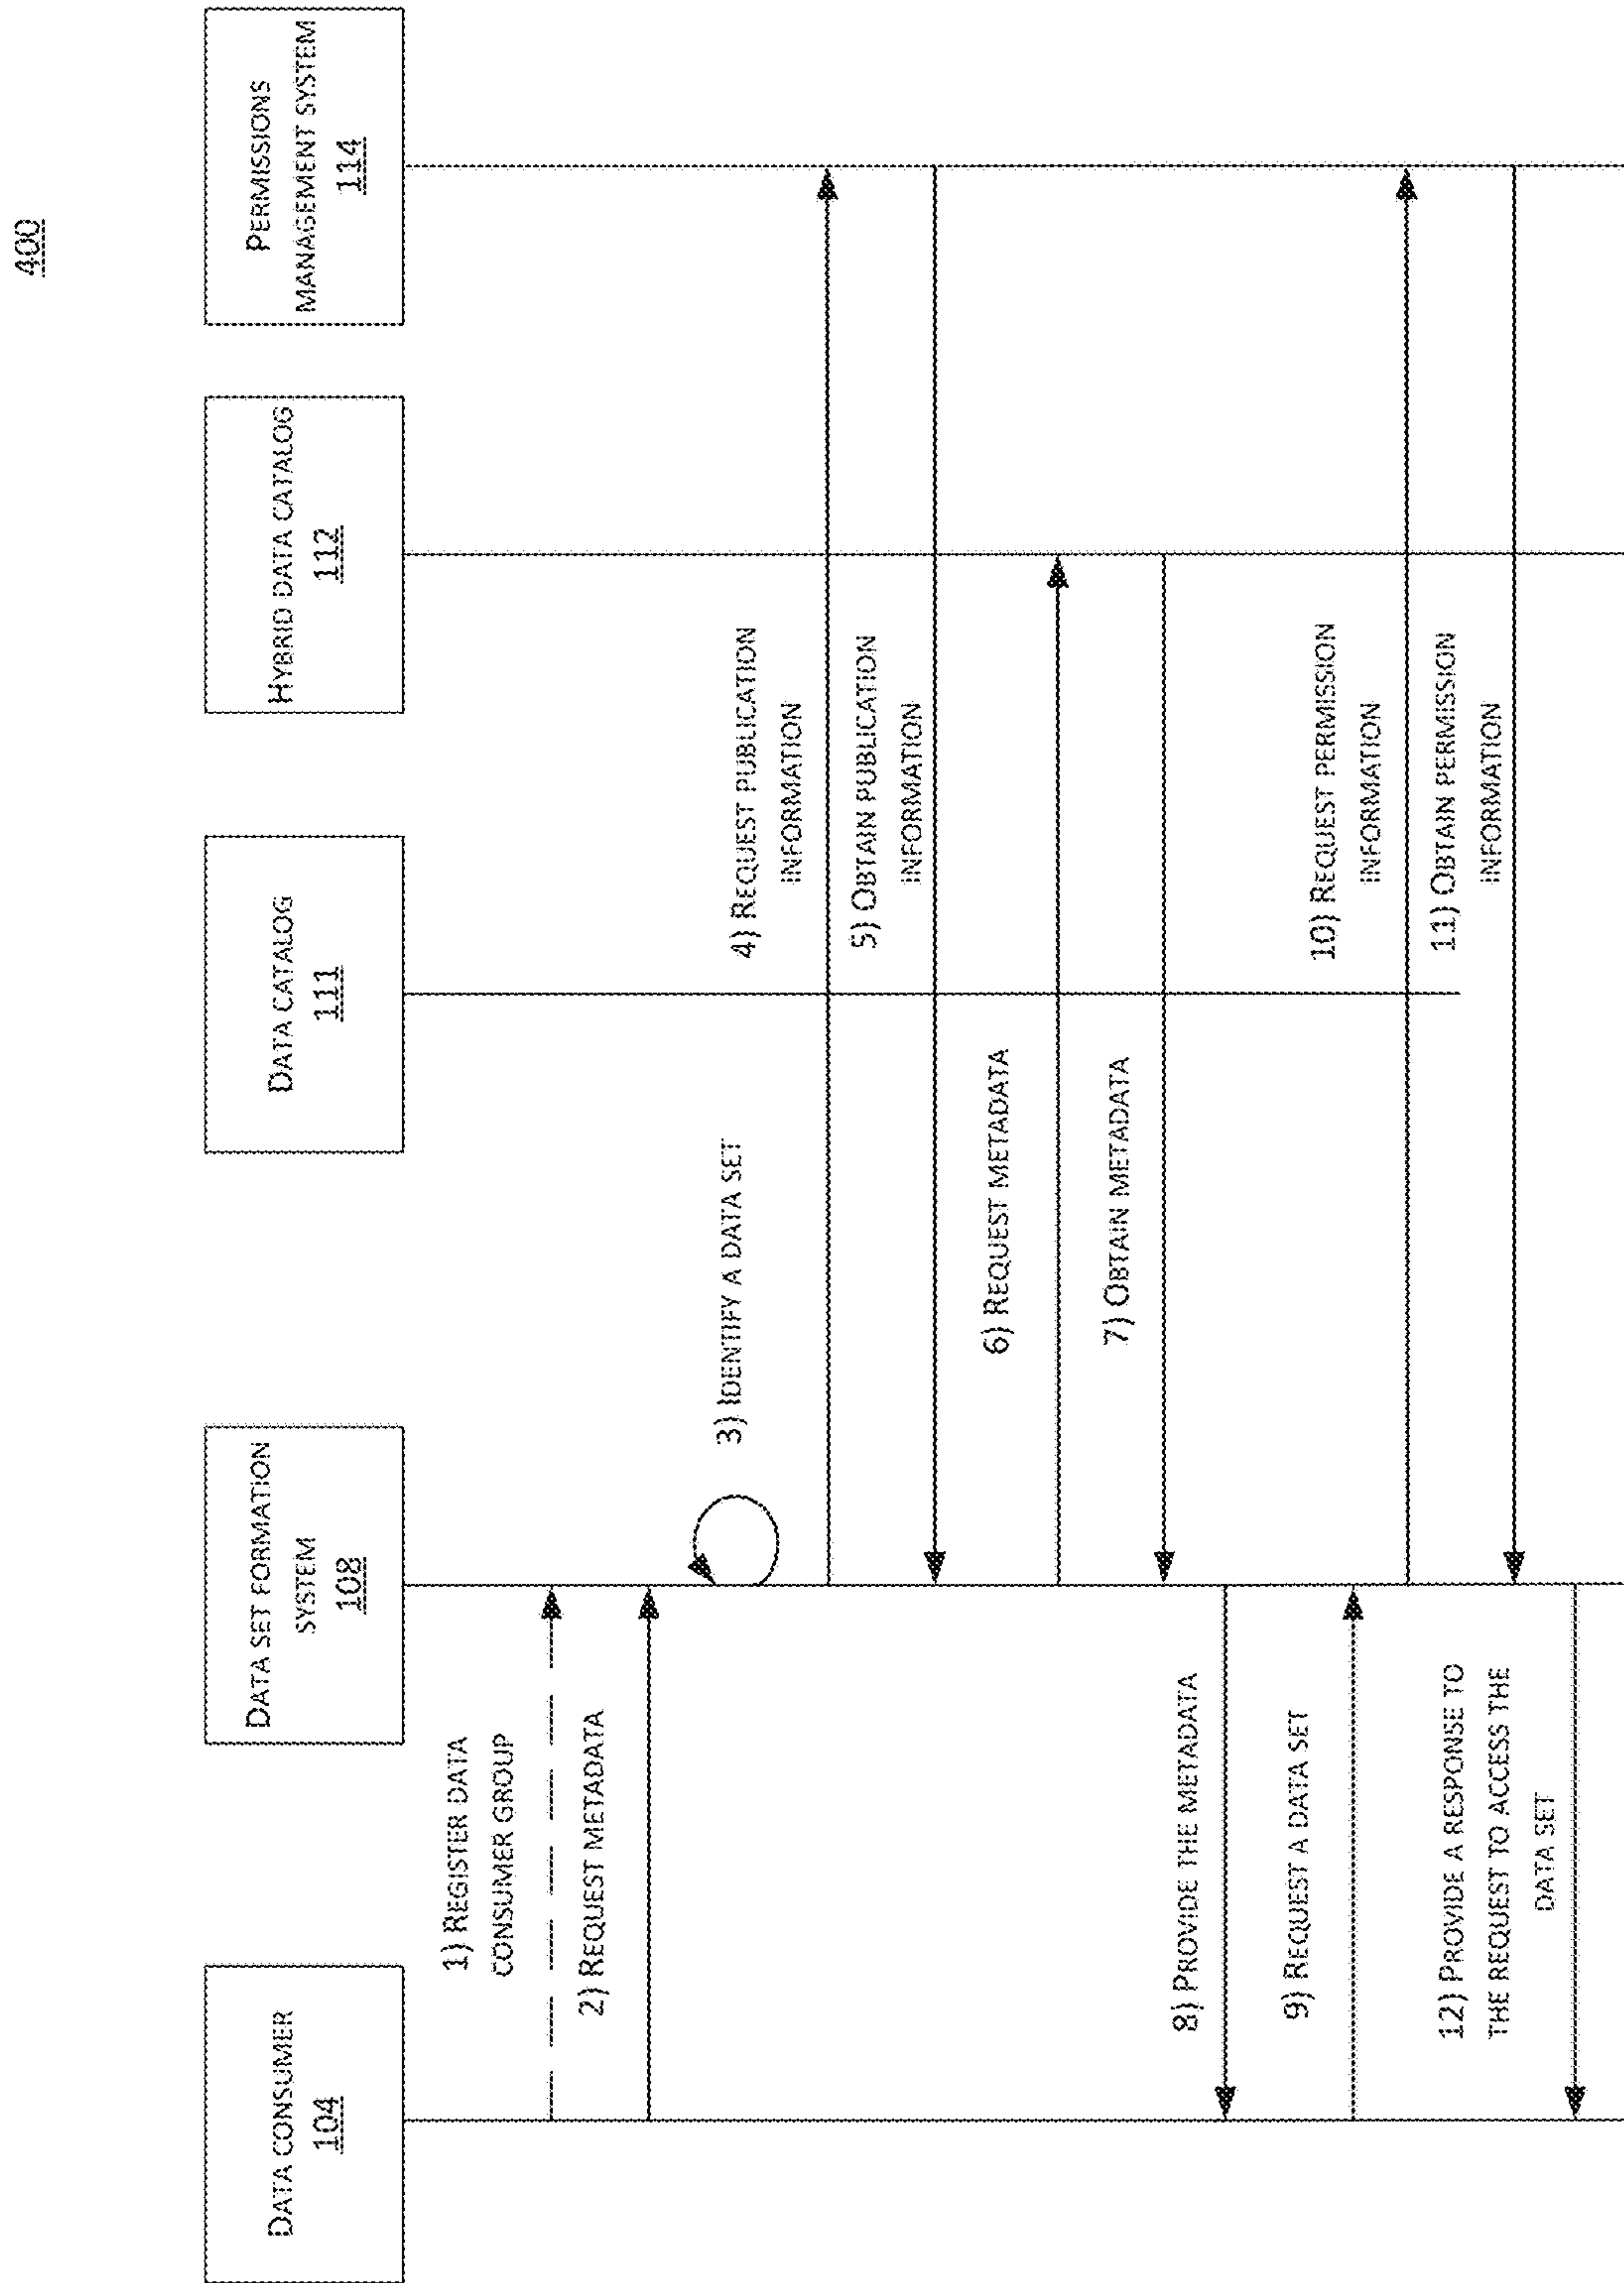 400
DATA CONSUMER
104
DATA SET FORMATION
SYSTEM
108
DATA CATALOG
111
HYBRID DATA CATALOG
112
PERMISSIONS
MANAGEMENT SYSTEM
114
1) REGISTER DATA
CONSUMER GROUP
2) REQUEST METADATA
3) IDENTIFY A DATA SET
4) REQUEST PUBLICATION
INFORMATION
5) OBTAIN PUBLICATION
INFORMATION
6) REQUEST METADATA
7) OBTAIN METADATA
8) PROVIDE THE METADATA
9) REQUEST A DATA SET
10) REQUEST PERMISSION
INFORMATION
11) OBTAIN PERMISSION
INFORMATION
12) PROVIDE A RESPONSE TO
THE REQUEST TO ACCESS THE
DATA SET